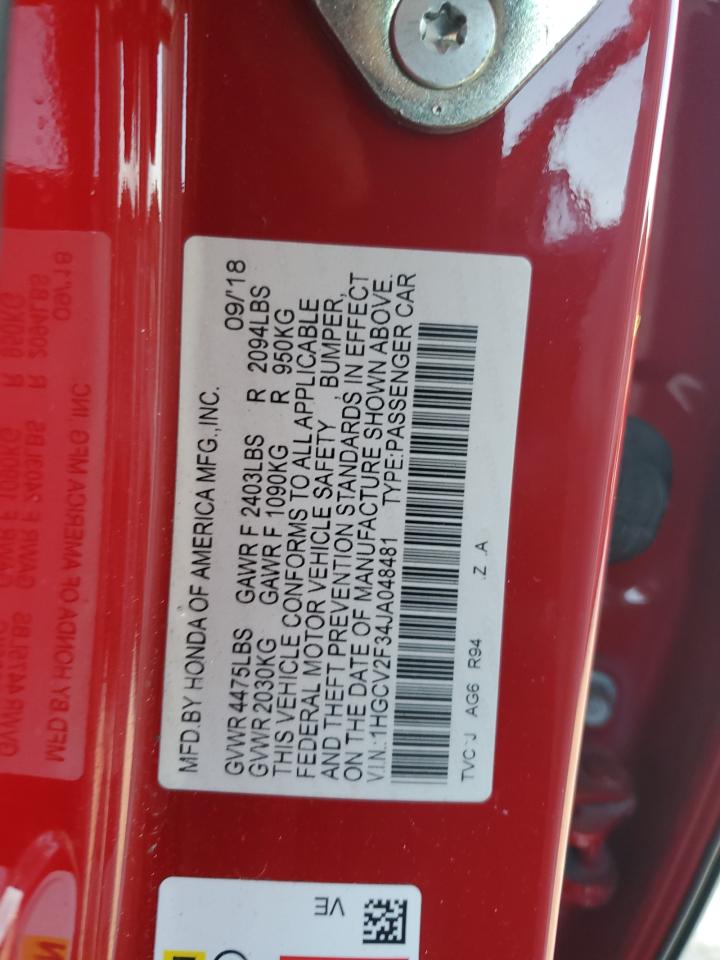 MFD.BY HONDA OF AMERICA MFG.,INC. 09/'18
GVWR 4475LBS GAWR F 2403LBS R 2094LBS
GVWR 2030KG GAWR F 1090KG R 950KG
THIS VEHICLE CONFORMS TO ALL APPLICABLE
FEDERAL MOTOR VEHICLE SAFETY , BUMPER,
AND THEFT PREVENTION STANDARDS IN EFFECT
ON THE DATE OF MANUFACTURE SHOWN ABOVE.
V.I.N.:1HGCV2F34JA048481 TYPE:PASSENGER CAR
AG6 R94
VE